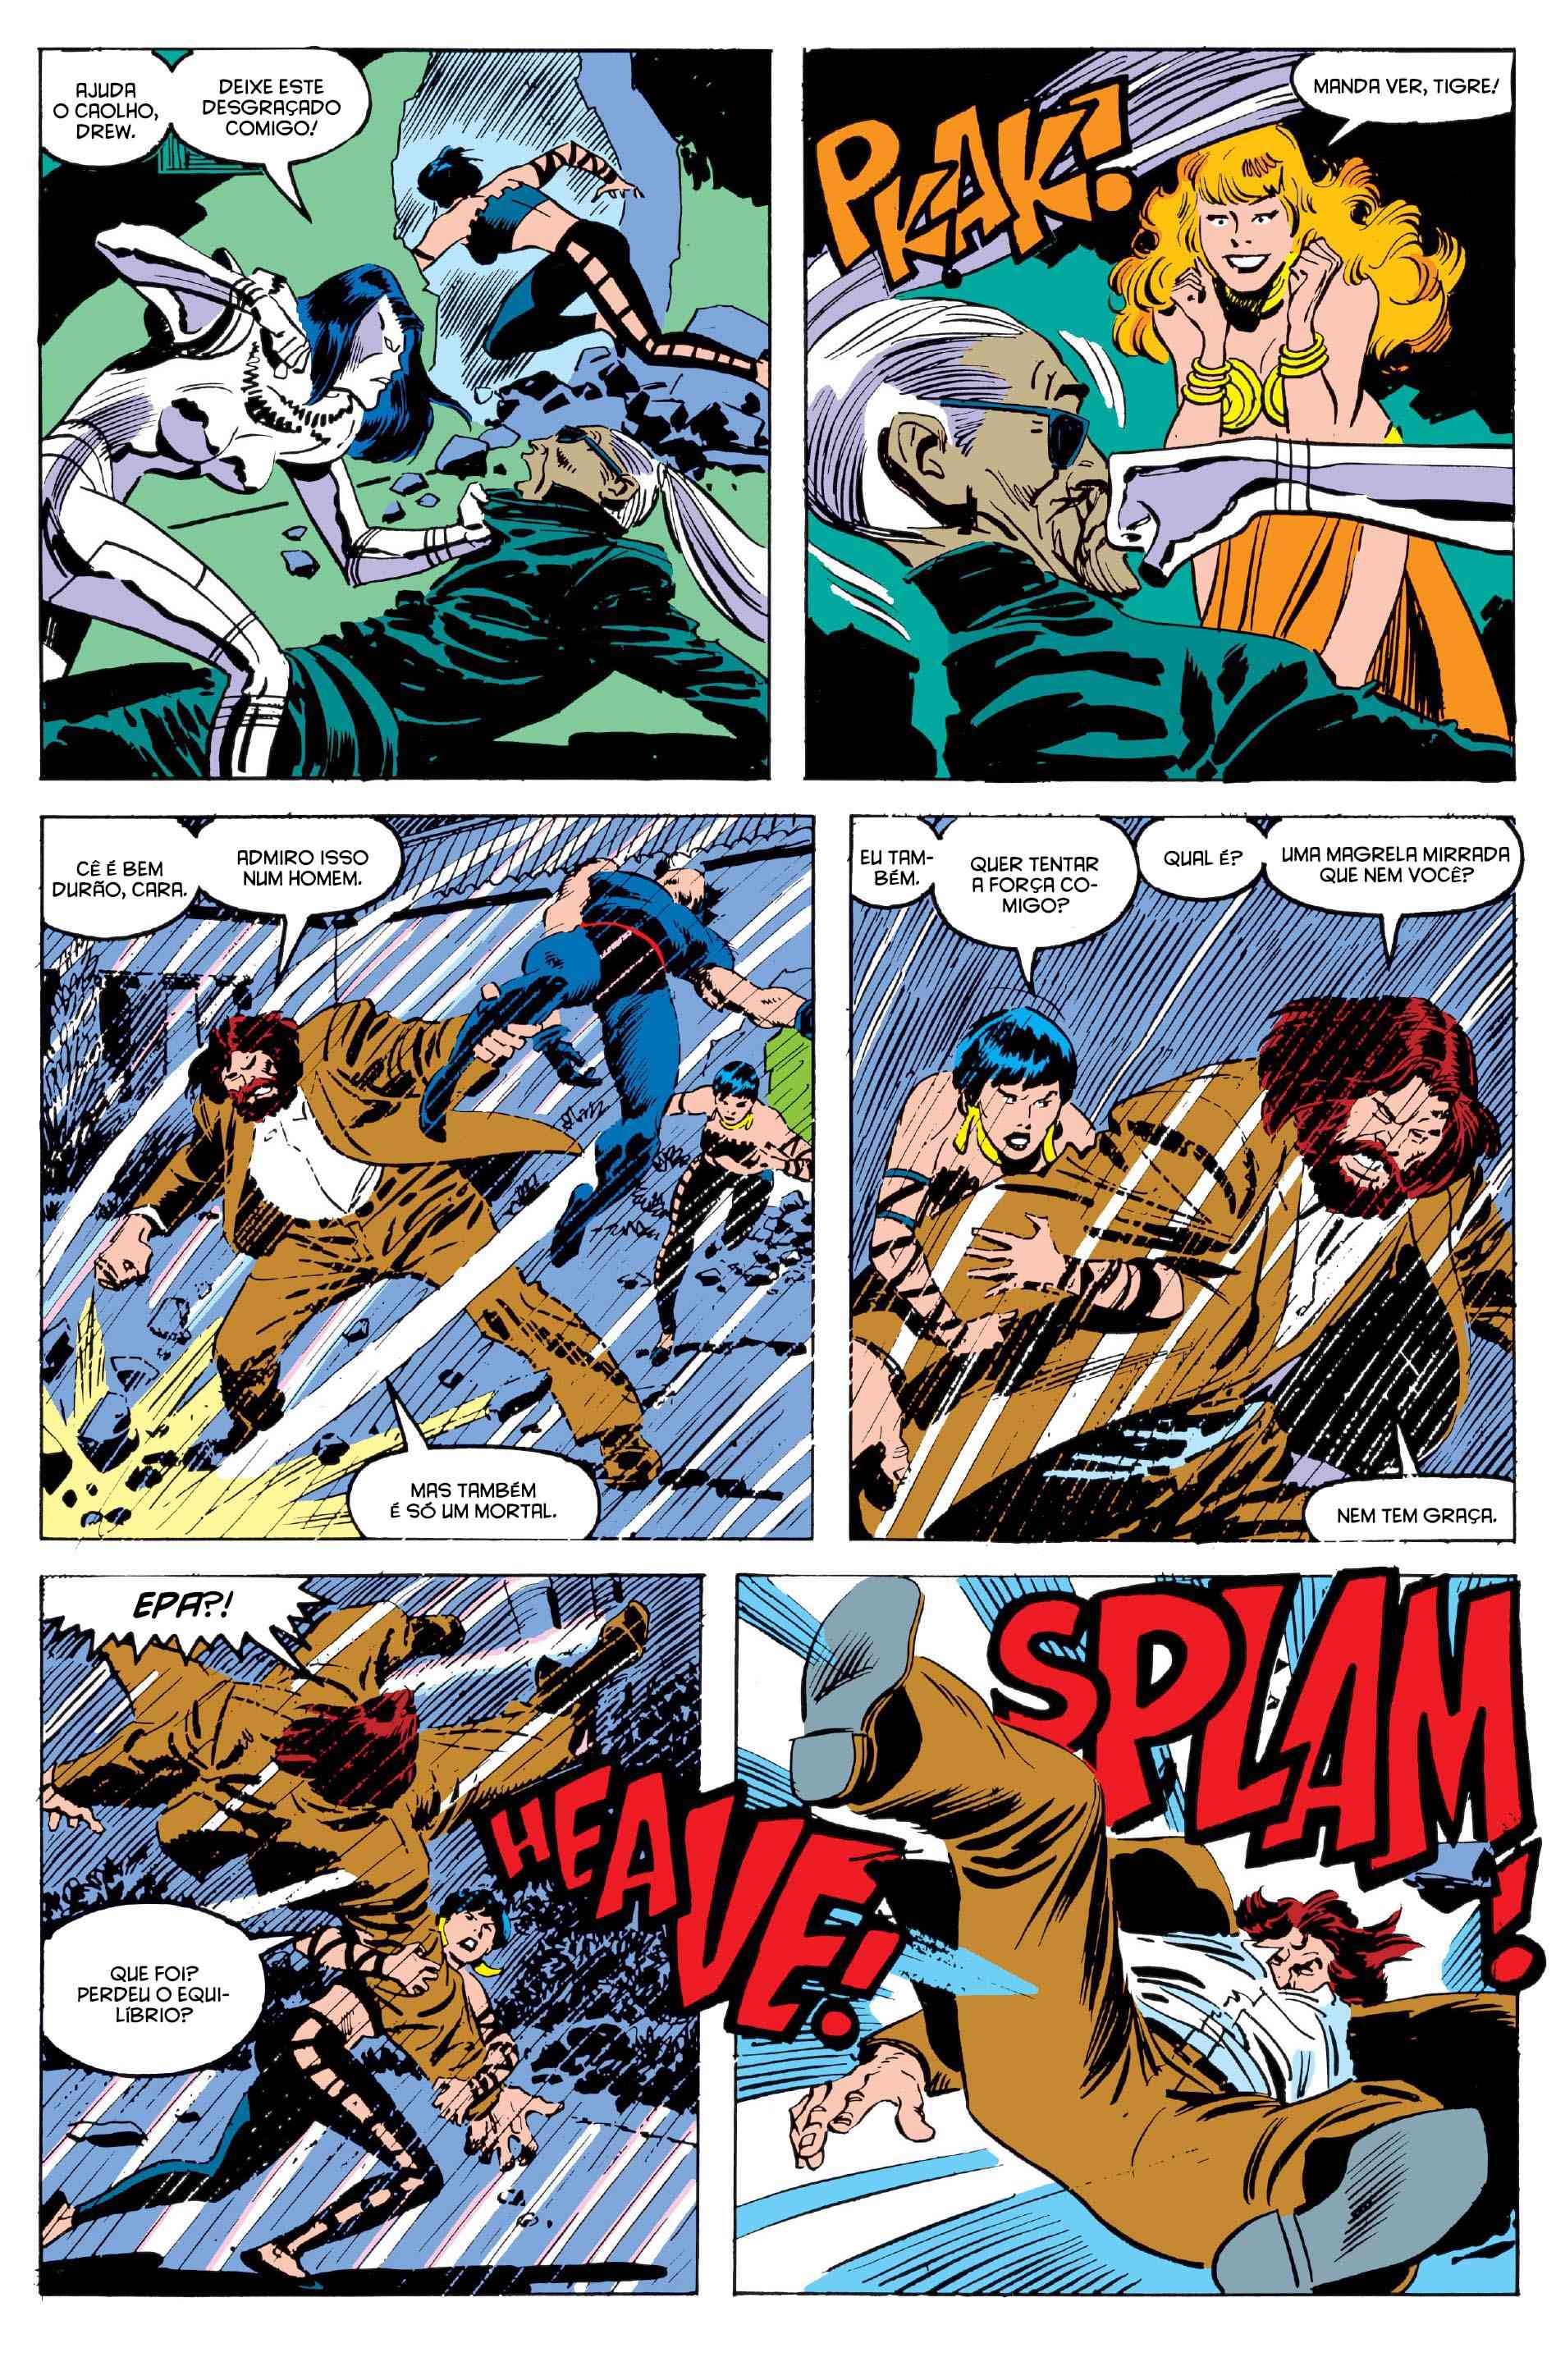 AJUDA
O CAOLHO,
DREW.
DEIXE ESTE
DESGRAÇADO
COMIGO!
PKAK!
MANDA VER, TIGRE!
CÊ É BEM
DURÃO, CARA.
ADMIRO ISSO
NUM HOMEM.
MAS TAMBÉM
É SÓ UM MORTAL.
EU TAM-
BÉM.
QUER TENTAR
A FORÇA CO-
MIGO?
QUAL É?
UMA MAGRELA MIRRADA
QUE NEM VOCÊ?
NEM TEM GRAÇA.
EPA?!
QUE FOI?
PERDEU O EQUI-
LÍBRIO?
HEAVE!
SPLAM!